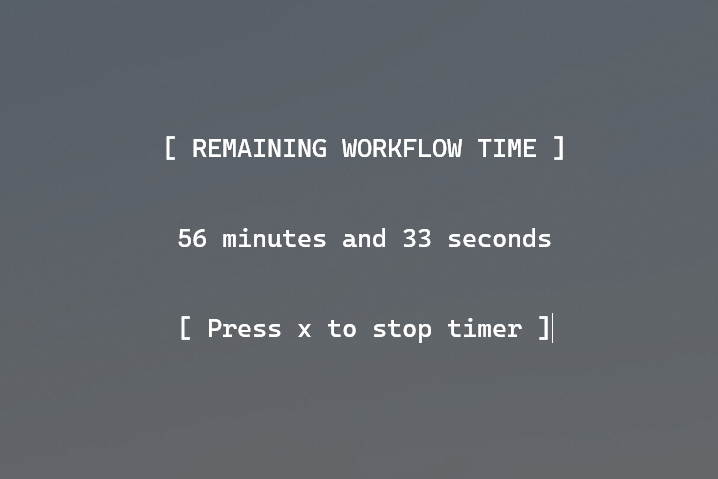 [ REMAINING WORKFLOW TIME ]
56 minutes and 33 seconds
[ Press x to stop timer ]